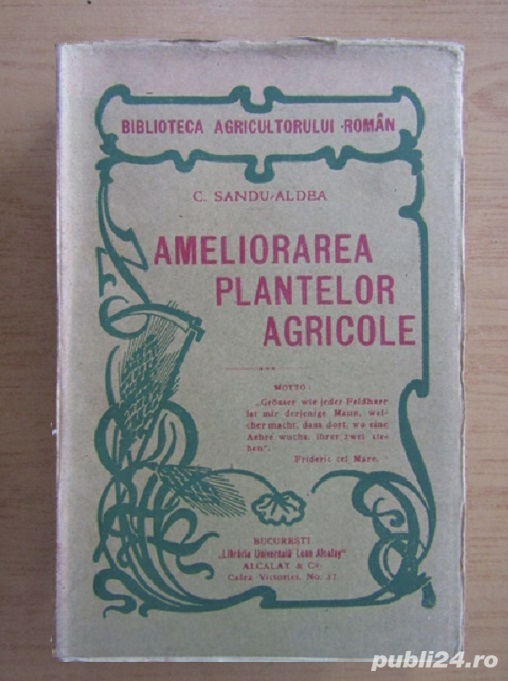 BIBLIOTECA AGRICULTORULUI ROMÂN
C. SANDU-ALDEA
AMELIORAREA
PLANTELOR
AGRICOLE
MOTTO:
„Grösser wie jeder Feldherr
ist mir derjenige Mann, wel-
cher macht, dass dort, wo eine
Aehre wuchs, ihrer zwei ste-
hen".
Frideric cel Mare.
BUCUREȘTI
„Librăria Universală Leon Alcalay"
ALCALAY & Co.
Calea Victoriei, No. 37
publi24.ro